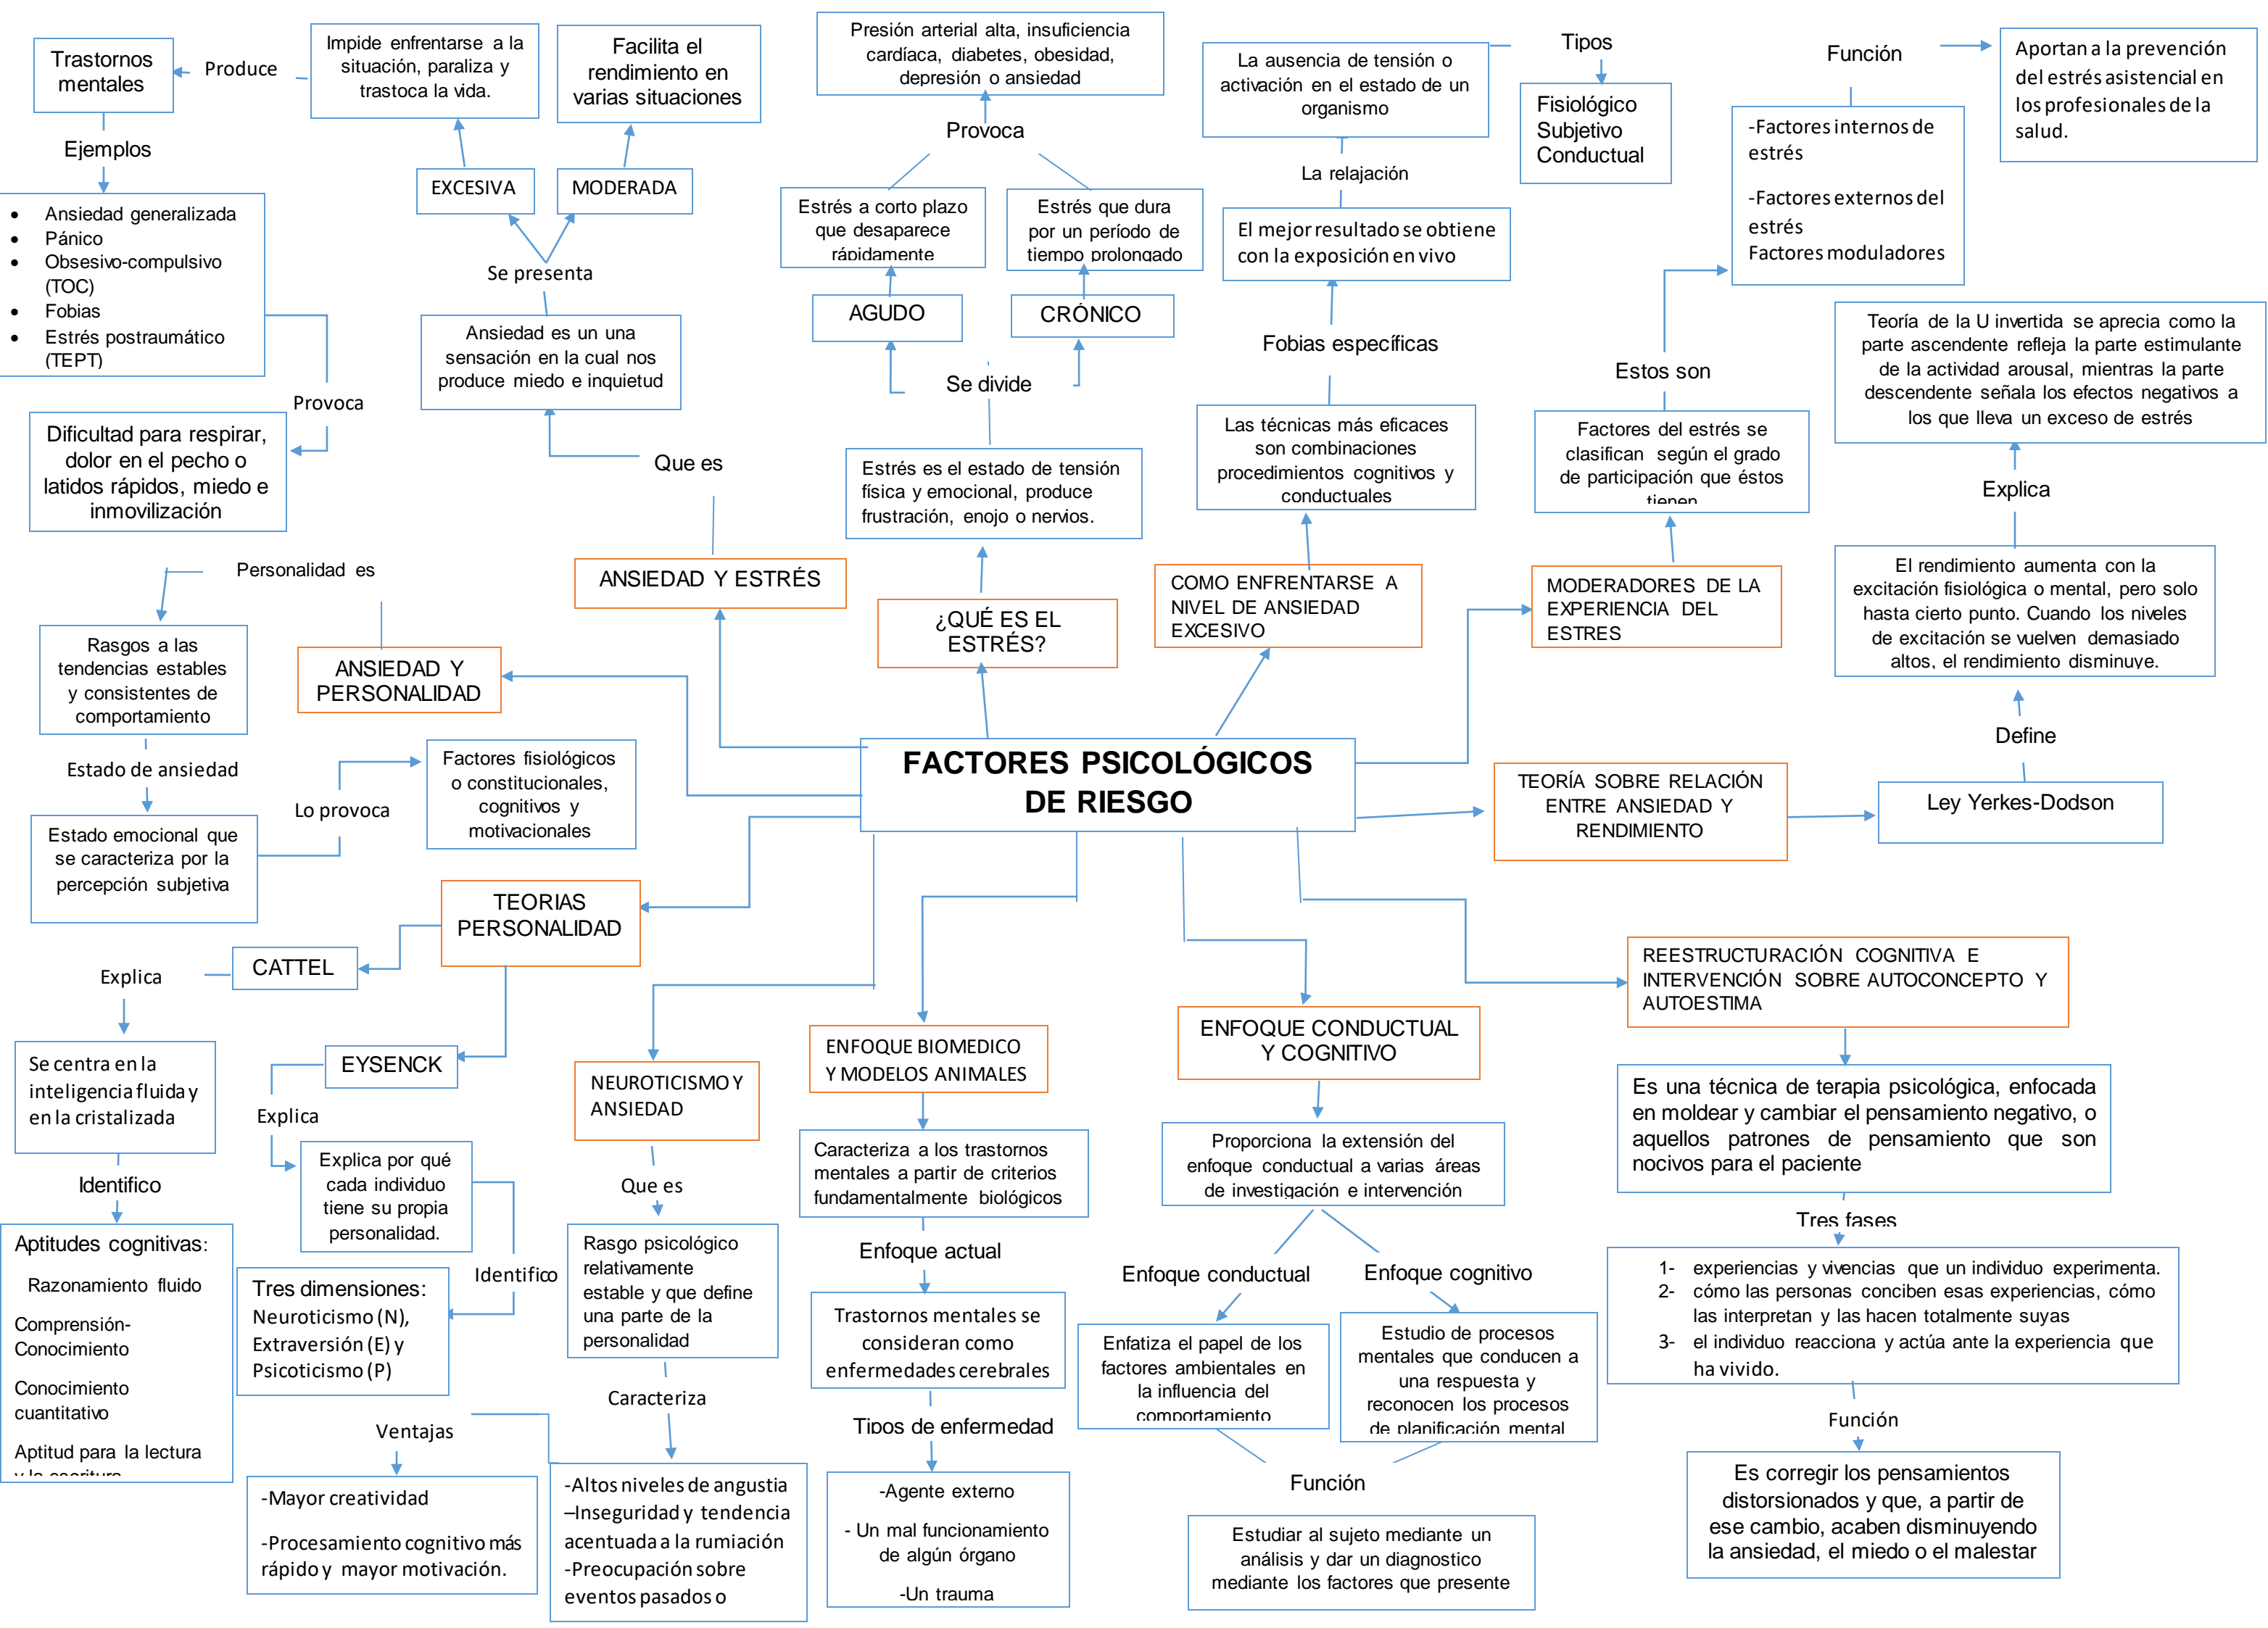 Trastornos
mentales
Produce
Impide enfrentarse a la
situación, paraliza y
trastoca la vida.
Facilita el
rendimiento en
varias situaciones
Ejemplos
EXCESIVA
MODERADA
• Ansiedad generalizada
• Pánico
• Obsesivo-compulsivo
(TOC)
• Fobias
• Estrés postraumático
(TEPT)
Se presenta
Ansiedad es un una
sensación en la cual nos
produce miedo e inquietud
Provoca
Dificultad para respirar,
dolor en el pecho o
latidos rápidos, miedo e
inmovilización
Que es
ANSIEDAD Y ESTRÉS
Presión arterial alta, insuficiencia
cardíaca, diabetes, obesidad,
depresión o ansiedad
Provoca
Estrés a corto plazo
que desaparece
rápidamente
Estrés que dura
por un período de
tiempo prolongado
AGUDO
CRÓNICO
Se divide
Estrés es el estado de tensión
física y emocional, produce
frustración, enojo o nervios.
¿QUÉ ES EL
ESTRÉS?
La ausencia de tensión o
activación en el estado de un
organismo
Tipos
Fisiológico
Subjetivo
Conductual
La relajación
El mejor resultado se obtiene
con la exposición en vivo
Fobias específicas
Las técnicas más eficaces
son combinaciones
procedimientos cognitivos y
conductuales
COMO ENFRENTARSE A
NIVEL DE ANSIEDAD
EXCESIVO
Función
Aportan a la prevención
del estrés asistencial en
los profesionales de la
salud.
-Factores internos de
estrés
-Factores externos del
estrés
Factores moduladores
Estos son
Factores del estrés se
clasifican según el grado
de participación que éstos
tienen
MODERADORES DE LA
EXPERIENCIA DEL
ESTRES
Teoría de la U invertida se aprecia como la
parte ascendente refleja la parte estimulante
de la actividad arousal, mientras la parte
descendente señala los efectos negativos a
los que lleva un exceso de estrés
Explica
El rendimiento aumenta con la
excitación fisiológica o mental, pero solo
hasta cierto punto. Cuando los niveles
de excitación se vuelven demasiado
altos, el rendimiento disminuye.
Define
Ley Yerkes-Dodson
TEORÍA SOBRE RELACIÓN
ENTRE ANSIEDAD Y
RENDIMIENTO
FACTORES PSICOLÓGICOS
DE RIESGO
Personalidad es
Rasgos a las
tendencias estables
y consistentes de
comportamiento
ANSIEDAD Y
PERSONALIDAD
Estado de ansiedad
Estado emocional que
se caracteriza por la
percepción subjetiva
Lo provoca
Factores fisiológicos
o constitucionales,
cognitivos y
motivacionales
TEORIAS
PERSONALIDAD
CATTEL
Explica
Se centra en la
inteligencia fluida y
en la cristalizada
Identifico
Aptitudes cognitivas:
Razonamiento fluido
Comprensión-
Conocimiento
Conocimiento
cuantitativo
Aptitud para la lectura
y la escritura
EYSENCK
Explica
Explica por qué
cada individuo
tiene su propia
personalidad.
Identifico
Tres dimensiones:
Neuroticismo (N),
Extraversión (E) y
Psicoticismo (P)
NEUROTICISMO Y
ANSIEDAD
Que es
Rasgo psicológico
relativamente
estable y que define
una parte de la
personalidad
Caracteriza
-Altos niveles de angustia
–Inseguridad y tendencia
acentuada a la rumiación
-Preocupación sobre
eventos pasados o
Ventajas
-Mayor creatividad
-Procesamiento cognitivo más
rápido y mayor motivación.
ENFOQUE BIOMEDICO
Y MODELOS ANIMALES
Caracteriza a los trastornos
mentales a partir de criterios
fundamentalmente biológicos
Enfoque actual
Trastornos mentales se
consideran como
enfermedades cerebrales
Tipos de enfermedad
-Agente externo
- Un mal funcionamiento
de algún órgano
-Un trauma
ENFOQUE CONDUCTUAL
Y COGNITIVO
Proporciona la extensión del
enfoque conductual a varias áreas
de investigación e intervención
Enfoque conductual
Enfoque cognitivo
Enfatiza el papel de los
factores ambientales en
la influencia del
comportamiento
Estudio de procesos
mentales que conducen a
una respuesta y
reconocen los procesos
de planificación mental
Función
Estudiar al sujeto mediante un
análisis y dar un diagnostico
mediante los factores que presente
REESTRUCTURACIÓN COGNITIVA E
INTERVENCIÓN SOBRE AUTOCONCEPTO Y
AUTOESTIMA
Es una técnica de terapia psicológica, enfocada
en moldear y cambiar el pensamiento negativo, o
aquellos patrones de pensamiento que son
nocivos para el paciente
Tres fases
1- experiencias y vivencias que un individuo experimenta.
2- cómo las personas conciben esas experiencias, cómo
las interpretan y las hacen totalmente suyas
3- el individuo reacciona y actúa ante la experiencia que
ha vivido.
Función
Es corregir los pensamientos
distorsionados y que, a partir de
ese cambio, acaben disminuyendo
la ansiedad, el miedo o el malestar